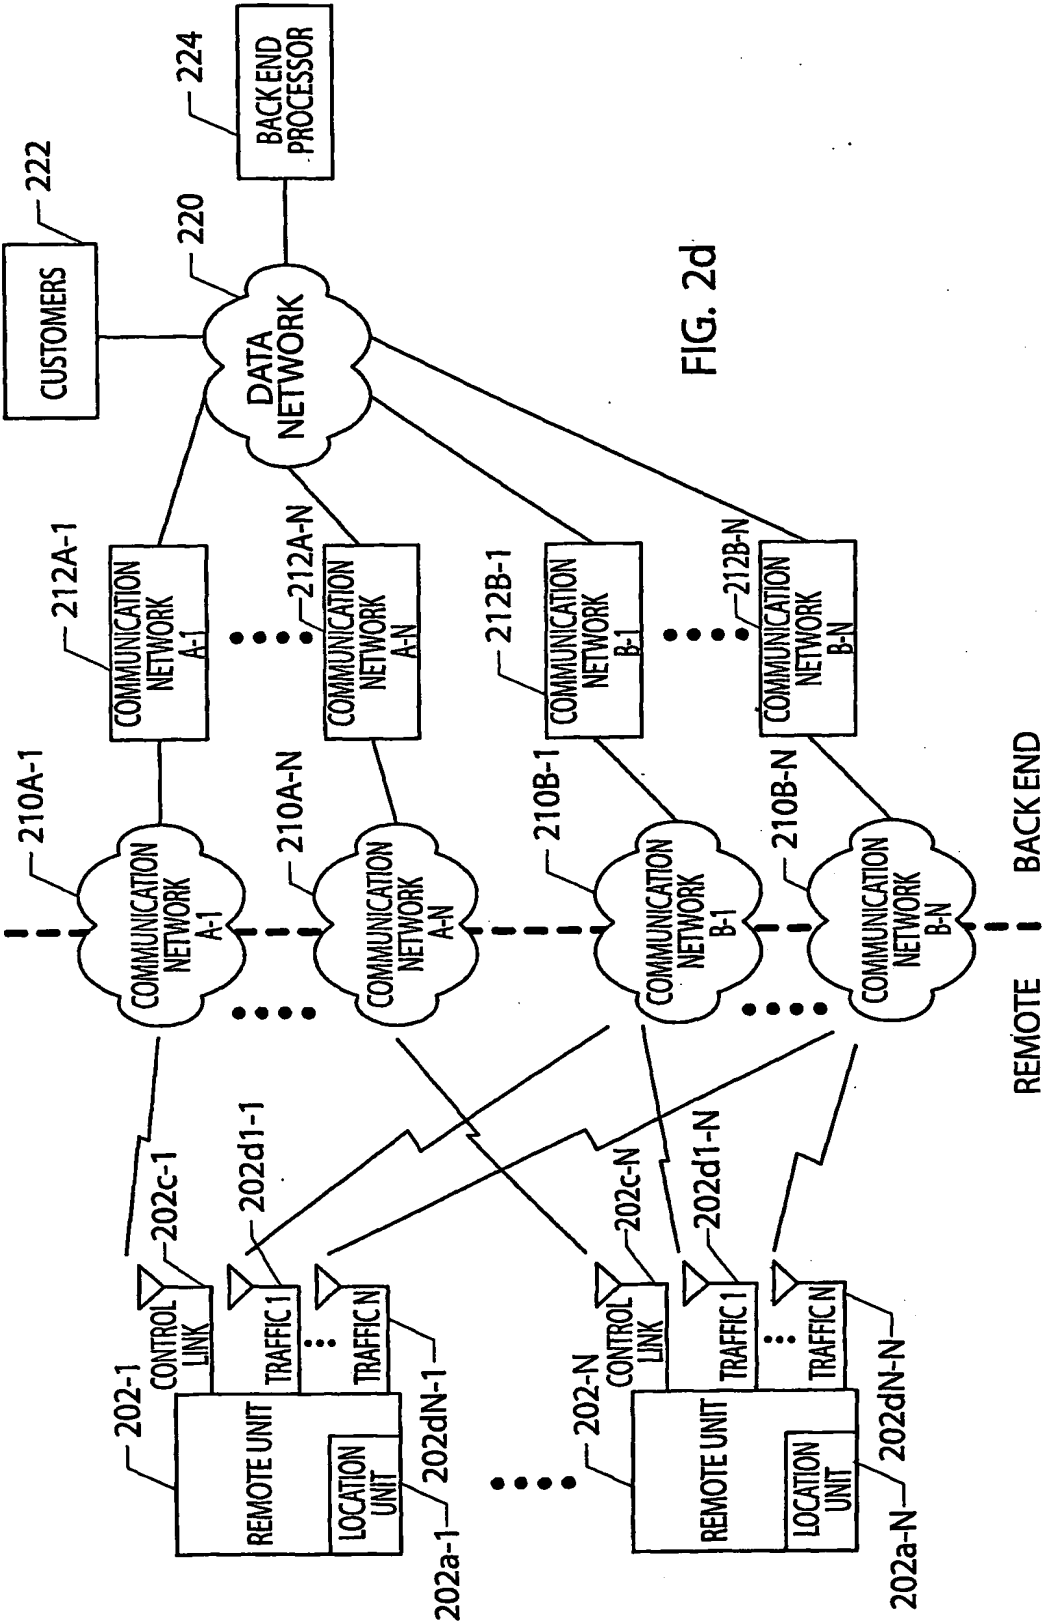 202-1
REMOTE UNIT
LOCATION
UNIT
202a-1
CONTROL
LINK
202c-1
TRAFFIC 1
202d1-1
TRAFFIC N
202dN-1
202-N
REMOTE UNIT
LOCATION
UNIT
202a-N
CONTROL
LINK
202c-N
TRAFFIC 1
202d1-N
TRAFFIC N
202dN-N
210A-1
COMMUNICATION
NETWORK
A-1
210A-N
COMMUNICATION
NETWORK
A-N
210B-1
COMMUNICATION
NETWORK
B-1
210B-N
COMMUNICATION
NETWORK
B-N
212A-1
COMMUNICATION
NETWORK
A-1
212A-N
COMMUNICATION
NETWORK
A-N
212B-1
COMMUNICATION
NETWORK
B-1
212B-N
COMMUNICATION
NETWORK
B-N
220
DATA
NETWORK
222
CUSTOMERS
224
BACK END
PROCESSOR
REMOTE
BACK END
FIG. 2d